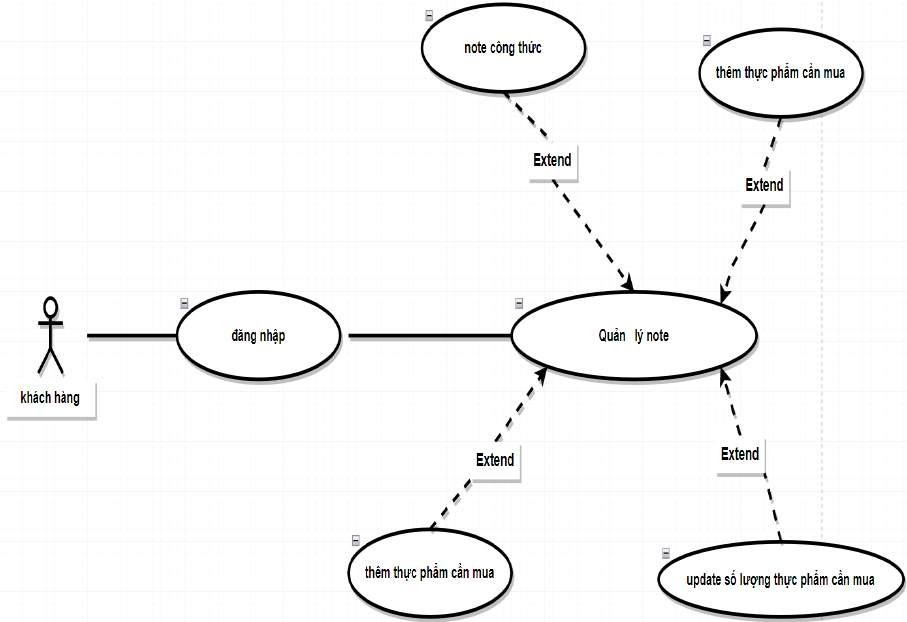 note công thức
thêm thực phẩm cần mua
Extend
Extend
đăng nhập
Quản lý note
khách hàng
Extend
Extend
thêm thực phẩm cần mua
update số lượng thực phẩm cần mua